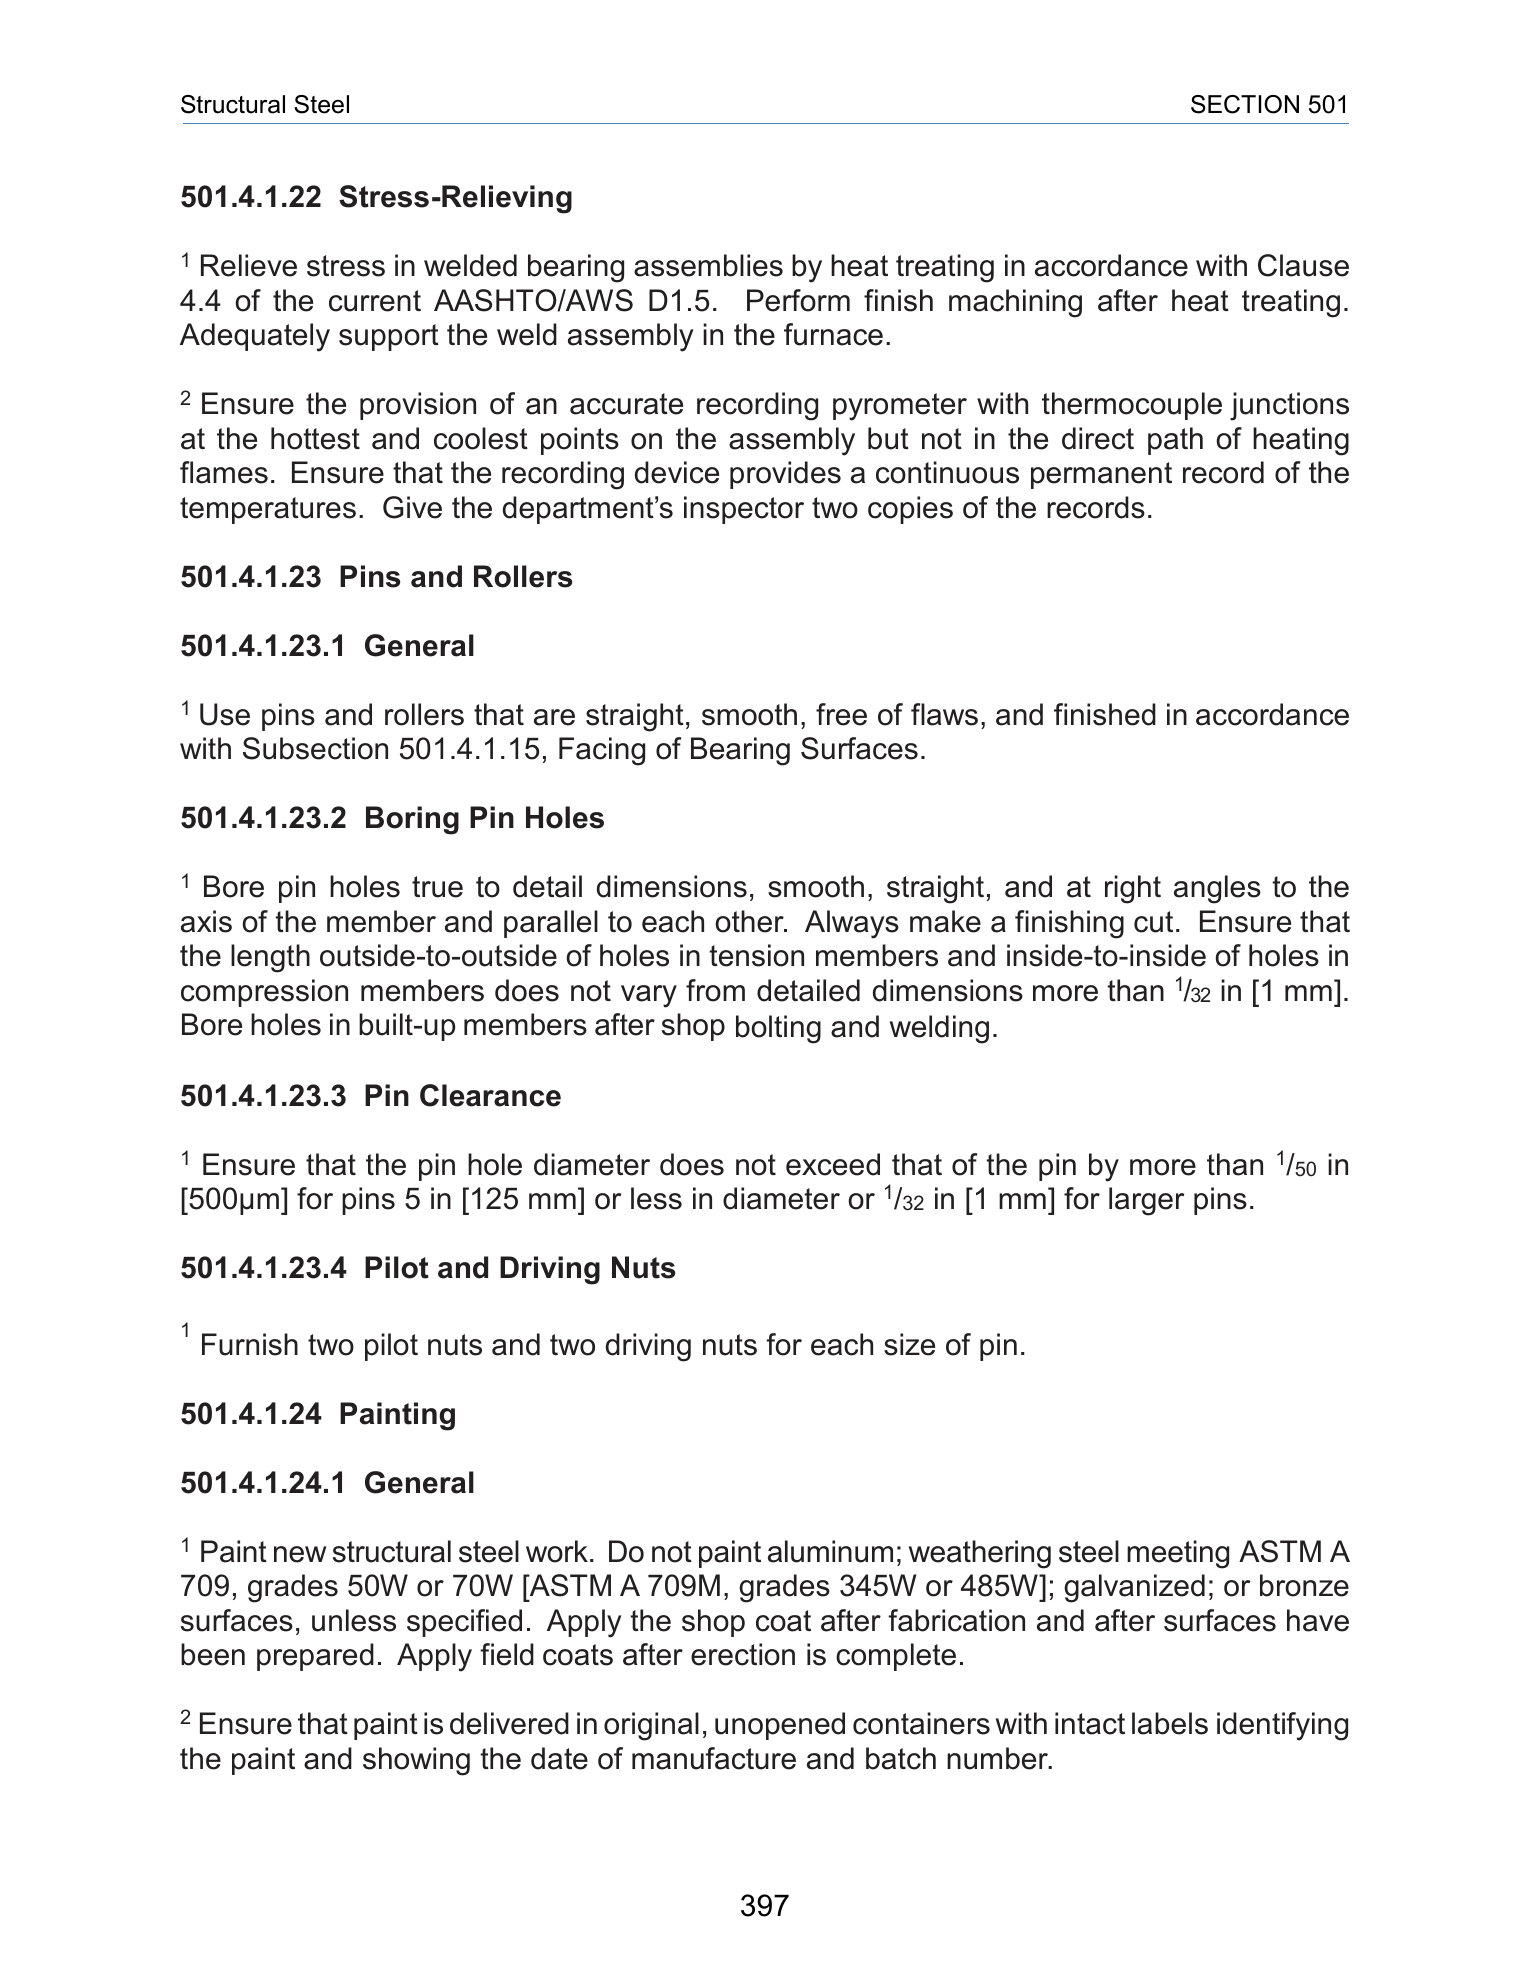 Structural Steel SECTION 501
501.4.1.22 Stress-Relieving
1 Relieve stress in welded bearing assemblies by heat treating in accordance with Clause
4.4 of the current AASHTO/AWS D1.5. Perform finish machining after heat treating.
Adequately support the weld assembly in the furnace.
2 Ensure the provision of an accurate recording pyrometer with thermocouple junctions
at the hottest and coolest points on the assembly but not in the direct path of heating
flames. Ensure that the recording device provides a continuous permanent record of the
temperatures. Give the department’s inspector two copies of the records.
501.4.1.23 Pins and Rollers
501.4.1.23.1 General
1 Use pins and rollers that are straight, smooth, free of flaws, and finished in accordance
with Subsection 501.4.1.15, Facing of Bearing Surfaces.
501.4.1.23.2 Boring Pin Holes
1 Bore pin holes true to detail dimensions, smooth, straight, and at right angles to the
axis of the member and parallel to each other. Always make a finishing cut. Ensure that
the length outside-to-outside of holes in tension members and inside-to-inside of holes in
compression members does not vary from detailed dimensions more than 1/32 in [1 mm].
Bore holes in built-up members after shop bolting and welding.
501.4.1.23.3 Pin Clearance
1 Ensure that the pin hole diameter does not exceed that of the pin by more than 1/50 in
[500µm] for pins 5 in [125 mm] or less in diameter or 1/32 in [1 mm] for larger pins.
501.4.1.23.4 Pilot and Driving Nuts
1 Furnish two pilot nuts and two driving nuts for each size of pin.
501.4.1.24 Painting
501.4.1.24.1 General
1 Paint new structural steel work. Do not paint aluminum; weathering steel meeting ASTM A
709, grades 50W or 70W [ASTM A 709M, grades 345W or 485W]; galvanized; or bronze
surfaces, unless specified. Apply the shop coat after fabrication and after surfaces have
been prepared. Apply field coats after erection is complete.
2 Ensure that paint is delivered in original, unopened containers with intact labels identifying
the paint and showing the date of manufacture and batch number.
397